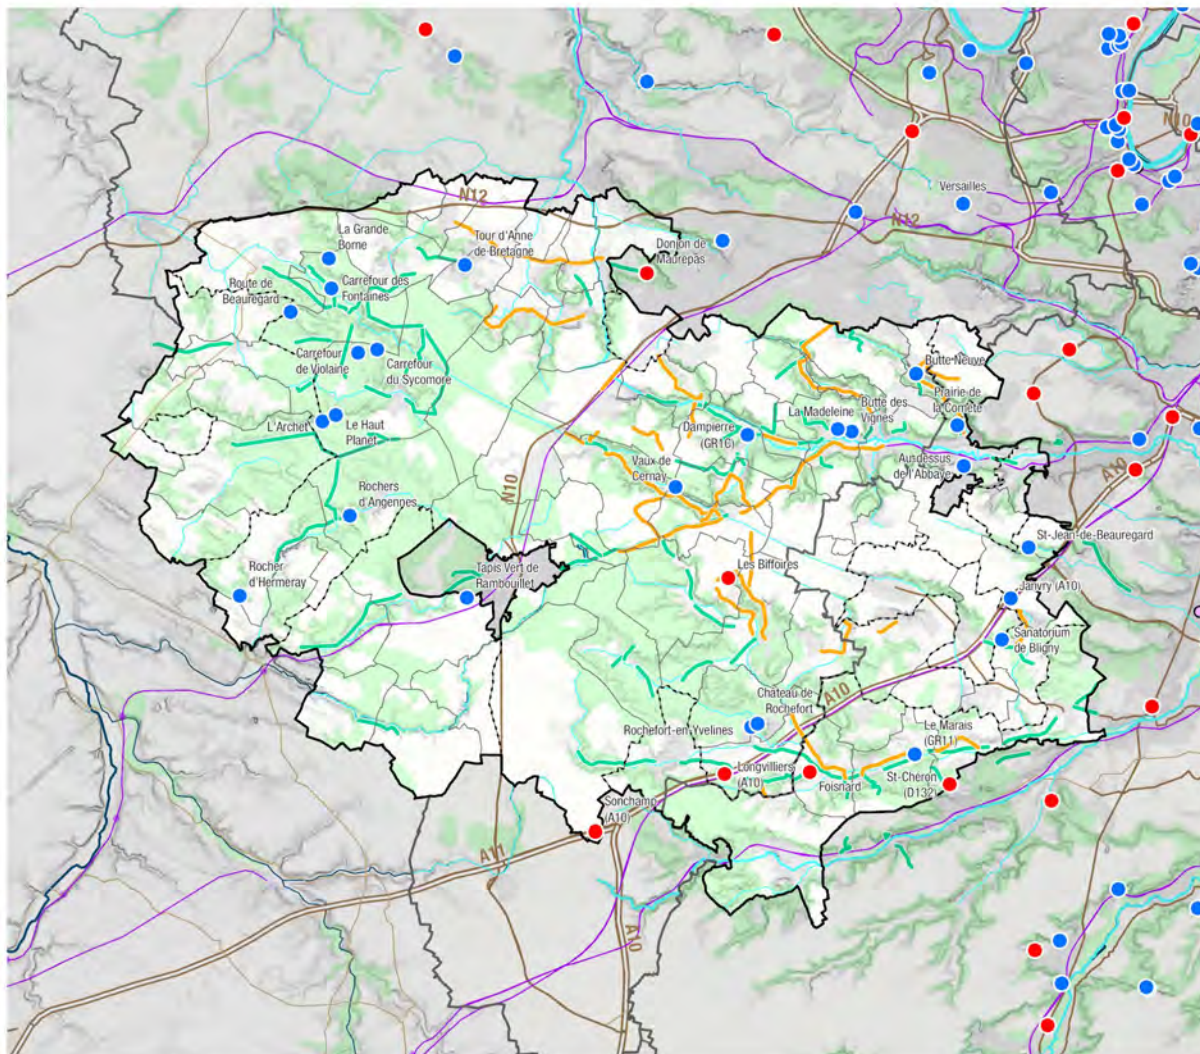 N10
Versailles
N12
N12
La Grande
Borne
Tour d'Anne
de-Bretagne
Donjon de
Maurepas
Route de
Beauregard
Carrefour des
Fontaines
Carrefour
de Violaine
Carrefour
du Sycomore
Butte Neuve
Prairie de
la Comète
L'Archet
Le Haut
Planet
Dampierre
(GR1C)
La Madeleine
Butte des
Vignes
Au-dessus
de l'Abbaye
A10
Vaux de
Cernay
N10
Rochers
d'Angennes
St-Jean-de-Beauregard
Rocher
d'Hermeray
Tapis Vert de
Rambouillet
Les Biffoires
Janvry (A10)
Sanatorium
de Bligny
A10
Château de
Rochefort
Rochefort-en-Yvelines
Le Marais
(GR11)
Longvilliers
(A10)
Foisnard
St-Chéron
(D132)
Sonchamp
(A10)
A11
A10